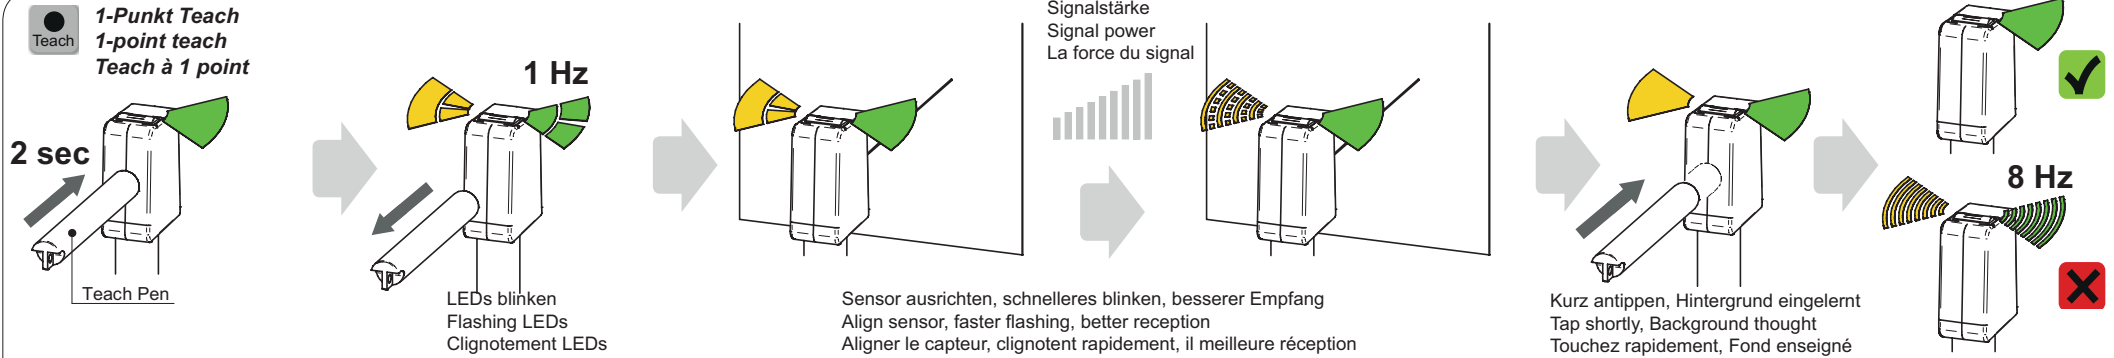 Teach
1-Punkt Teach
1-point teach
Teach à 1 point
2 sec
Teach Pen
1 Hz
LEDs blinken
Flashing LEDs
Clignotement LEDs
Signalstärke
Signal power
La force du signal
Sensor ausrichten, schnelleres blinken, besserer Empfang
Align sensor, faster flashing, better reception
Aligner le capteur, clignotent rapidement, il meilleure réception
Kurz antippen, Hintergrund eingelernt
Tap shortly, Background thought
Touchez rapidement, Fond enseigné
8 Hz